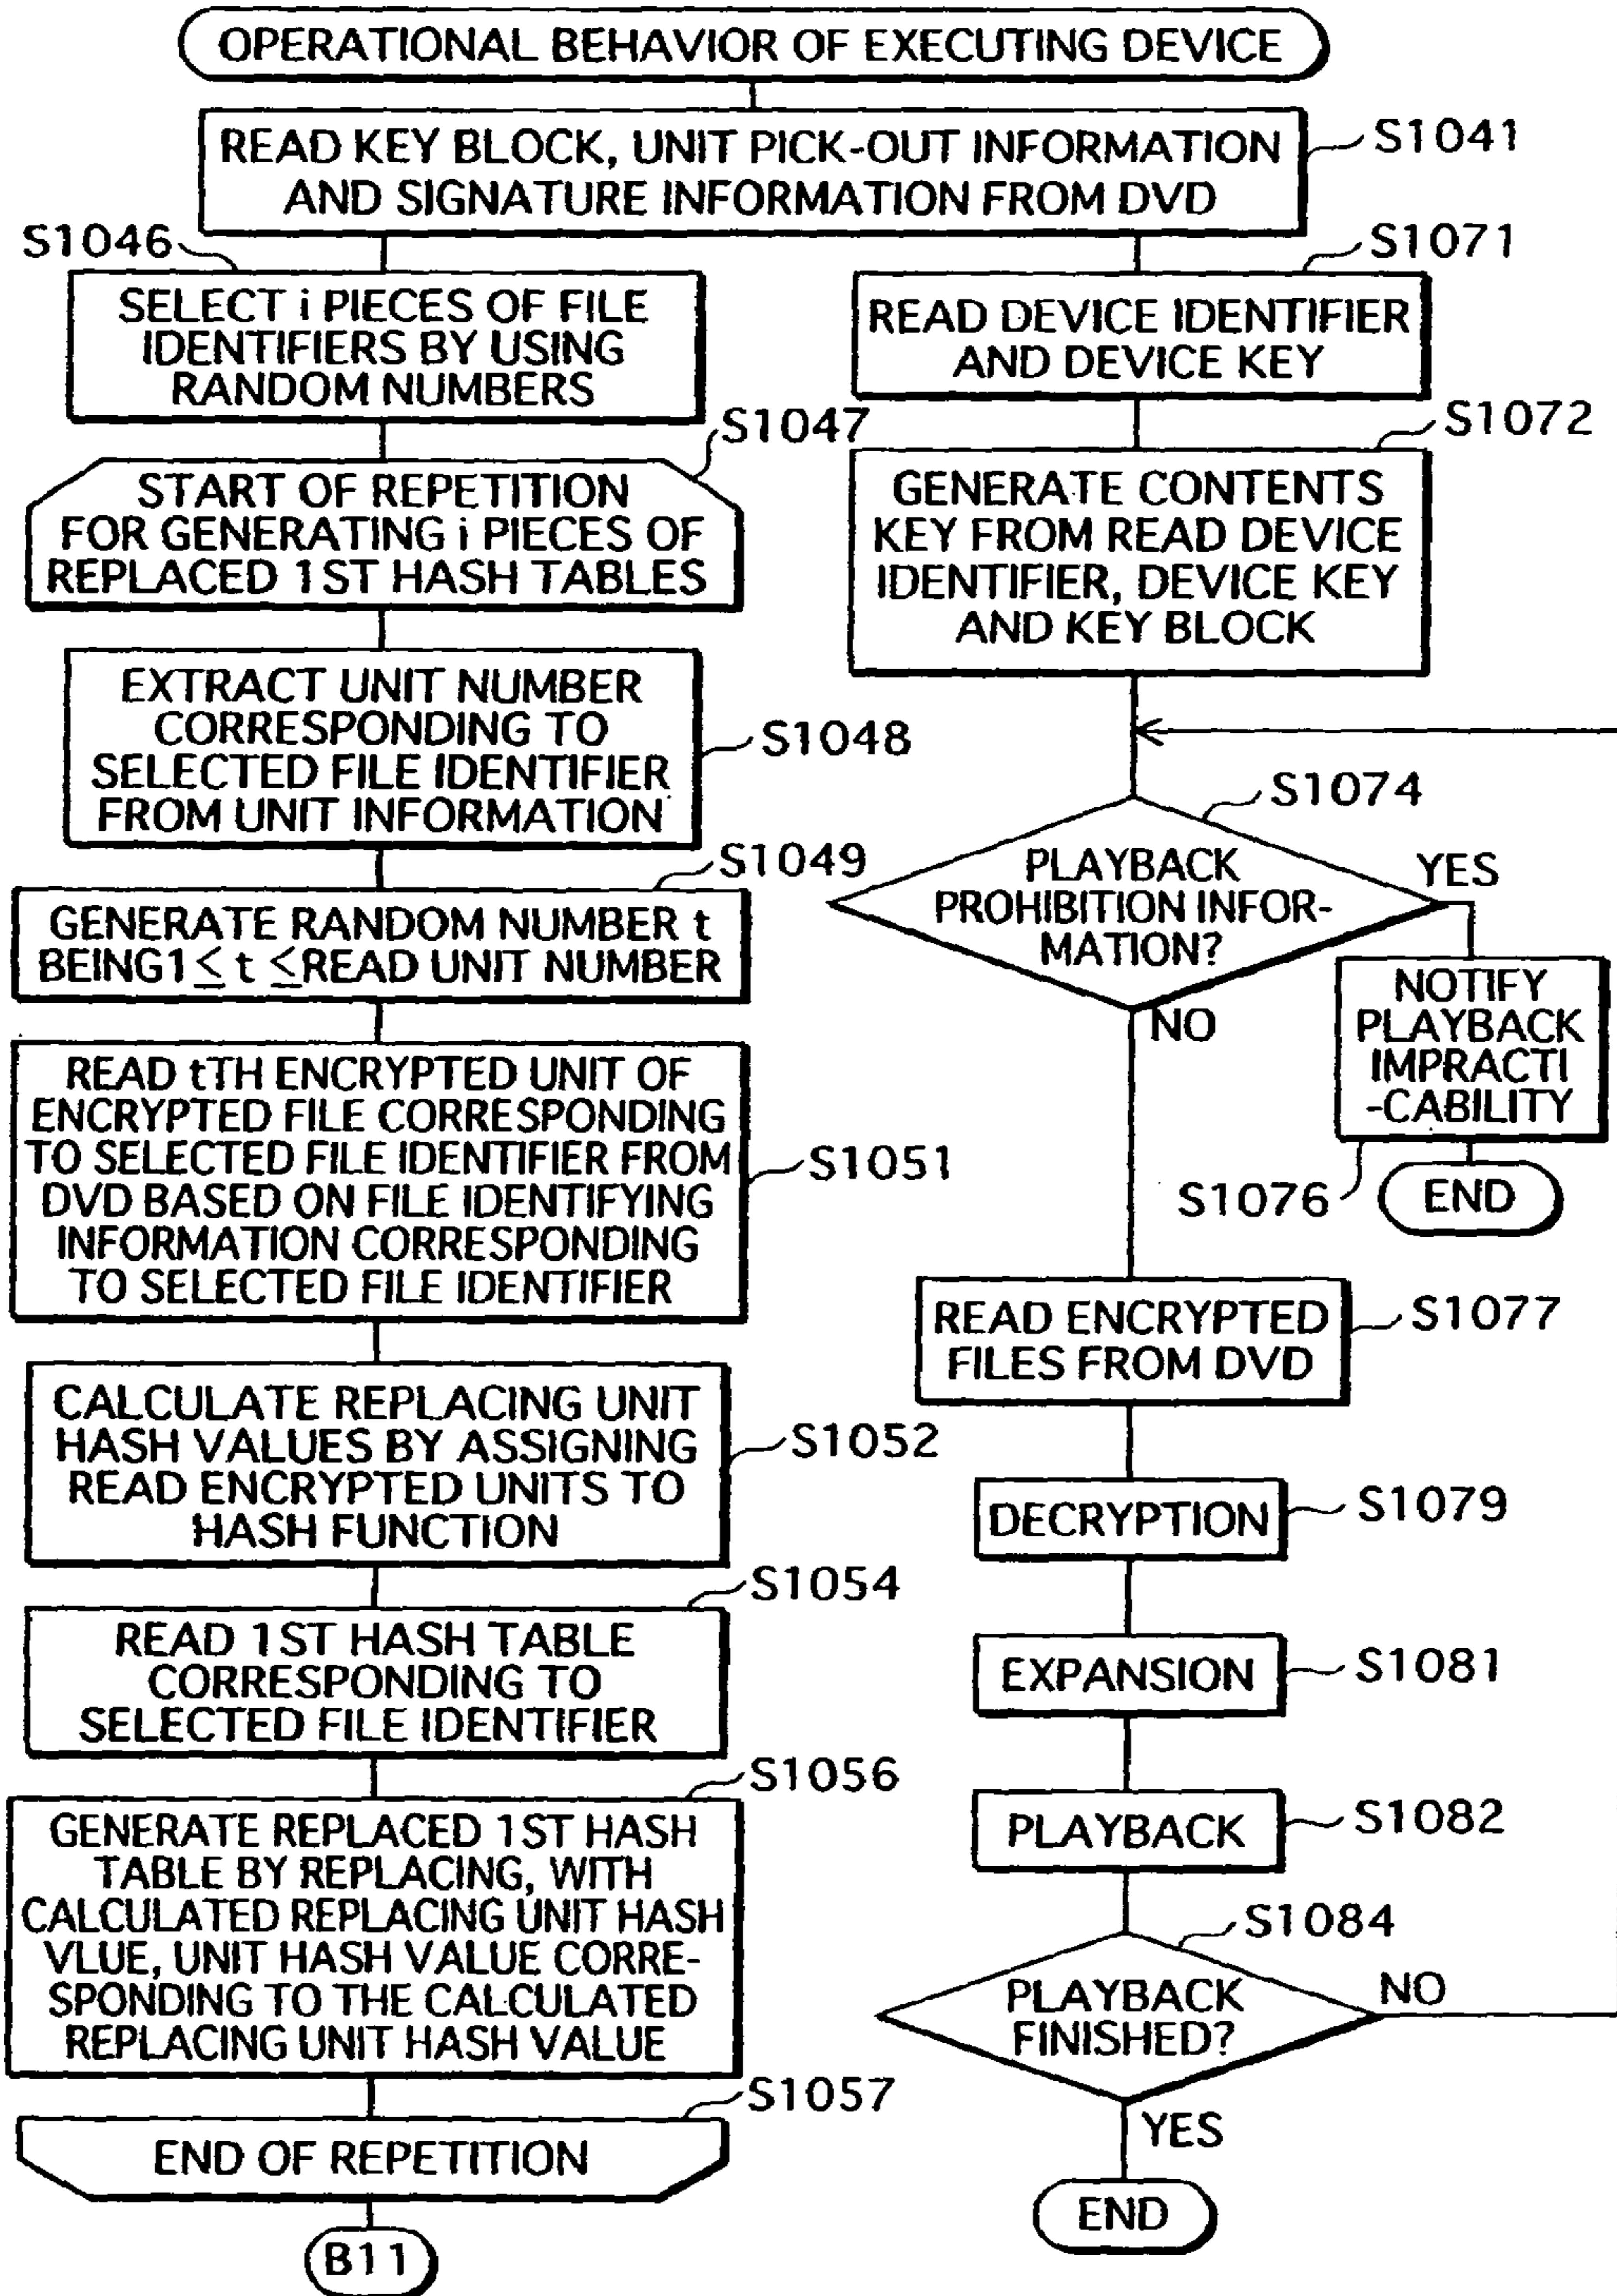 OPERATIONAL BEHAVIOR OF EXECUTING DEVICE
READ KEY BLOCK, UNIT PICK-OUT INFORMATION
AND SIGNATURE INFORMATION FROM DVD
S1041
S1046
SELECT i PIECES OF FILE
IDENTIFIERS BY USING
RANDOM NUMBERS
S1047
START OF REPETITION
FOR GENERATING i PIECES OF
REPLACED 1ST HASH TABLES
EXTRACT UNIT NUMBER
CORRESPONDING TO
SELECTED FILE IDENTIFIER
FROM UNIT INFORMATION
S1048
S1049
GENERATE RANDOM NUMBER t
BEING1 ≤ t ≤READ UNIT NUMBER
READ tTH ENCRYPTED UNIT OF
ENCRYPTED FILE CORRESPONDING
TO SELECTED FILE IDENTIFIER FROM
DVD BASED ON FILE IDENTIFYING
INFORMATION CORRESPONDING
TO SELECTED FILE IDENTIFIER
S1051
CALCULATE REPLACING UNIT
HASH VALUES BY ASSIGNING
READ ENCRYPTED UNITS TO
HASH FUNCTION
S1052
S1054
READ 1ST HASH TABLE
CORRESPONDING TO
SELECTED FILE IDENTIFIER
S1056
GENERATE REPLACED 1ST HASH
TABLE BY REPLACING, WITH
CALCULATED REPLACING UNIT HASH
VLUE, UNIT HASH VALUE CORRE-
SPONDING TO THE CALCULATED
REPLACING UNIT HASH VALUE
S1057
END OF REPETITION
B11
S1071
READ DEVICE IDENTIFIER
AND DEVICE KEY
S1072
GENERATE CONTENTS
KEY FROM READ DEVICE
IDENTIFIER, DEVICE KEY
AND KEY BLOCK
S1074
PLAYBACK
PROHIBITION INFOR-
MATION?
YES
NO
NOTIFY
PLAYBACK
IMPRACTI
-CABILITY
S1076
END
READ ENCRYPTED
FILES FROM DVD
S1077
DECRYPTION
S1079
EXPANSION
S1081
PLAYBACK
S1082
S1084
PLAYBACK
FINISHED?
NO
YES
END